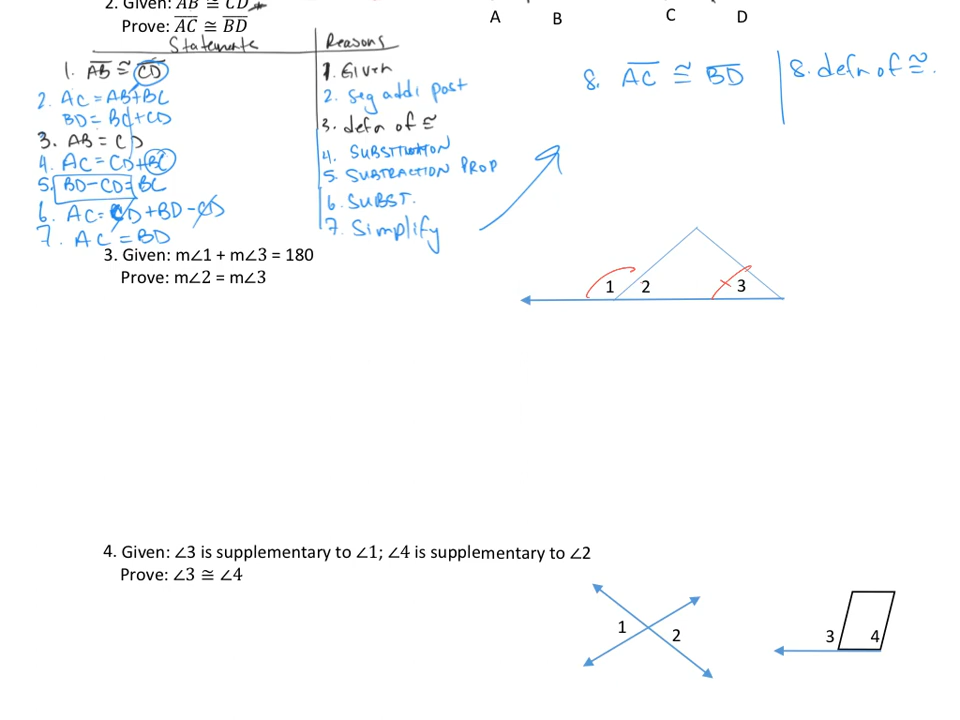 2. Given: AB ≅ CD
Prove: AC ≅ BD
A B C D
Statements Reasons
1. AB ≅ CD 1. Given
2. AC = AB+BC 2. Seg addi post
BD = BC+CD
3. AB = CD 3. defn of ≅
4. AC = CD+BC 4. SUBSTITUTION
5. BD-CD=BC 5. SUBTRACTION PROP
6. AC= CD+BD-CD 6. SUBST.
7. AC = BD 7. Simplify
8. AC ≅ BD 8. defn of ≅.
3. Given: m∠1 + m∠3 = 180
Prove: m∠2 = m∠3
1 2 3
4. Given: ∠3 is supplementary to ∠1; ∠4 is supplementary to ∠2
Prove: ∠3 ≅ ∠4
1 2
3 4